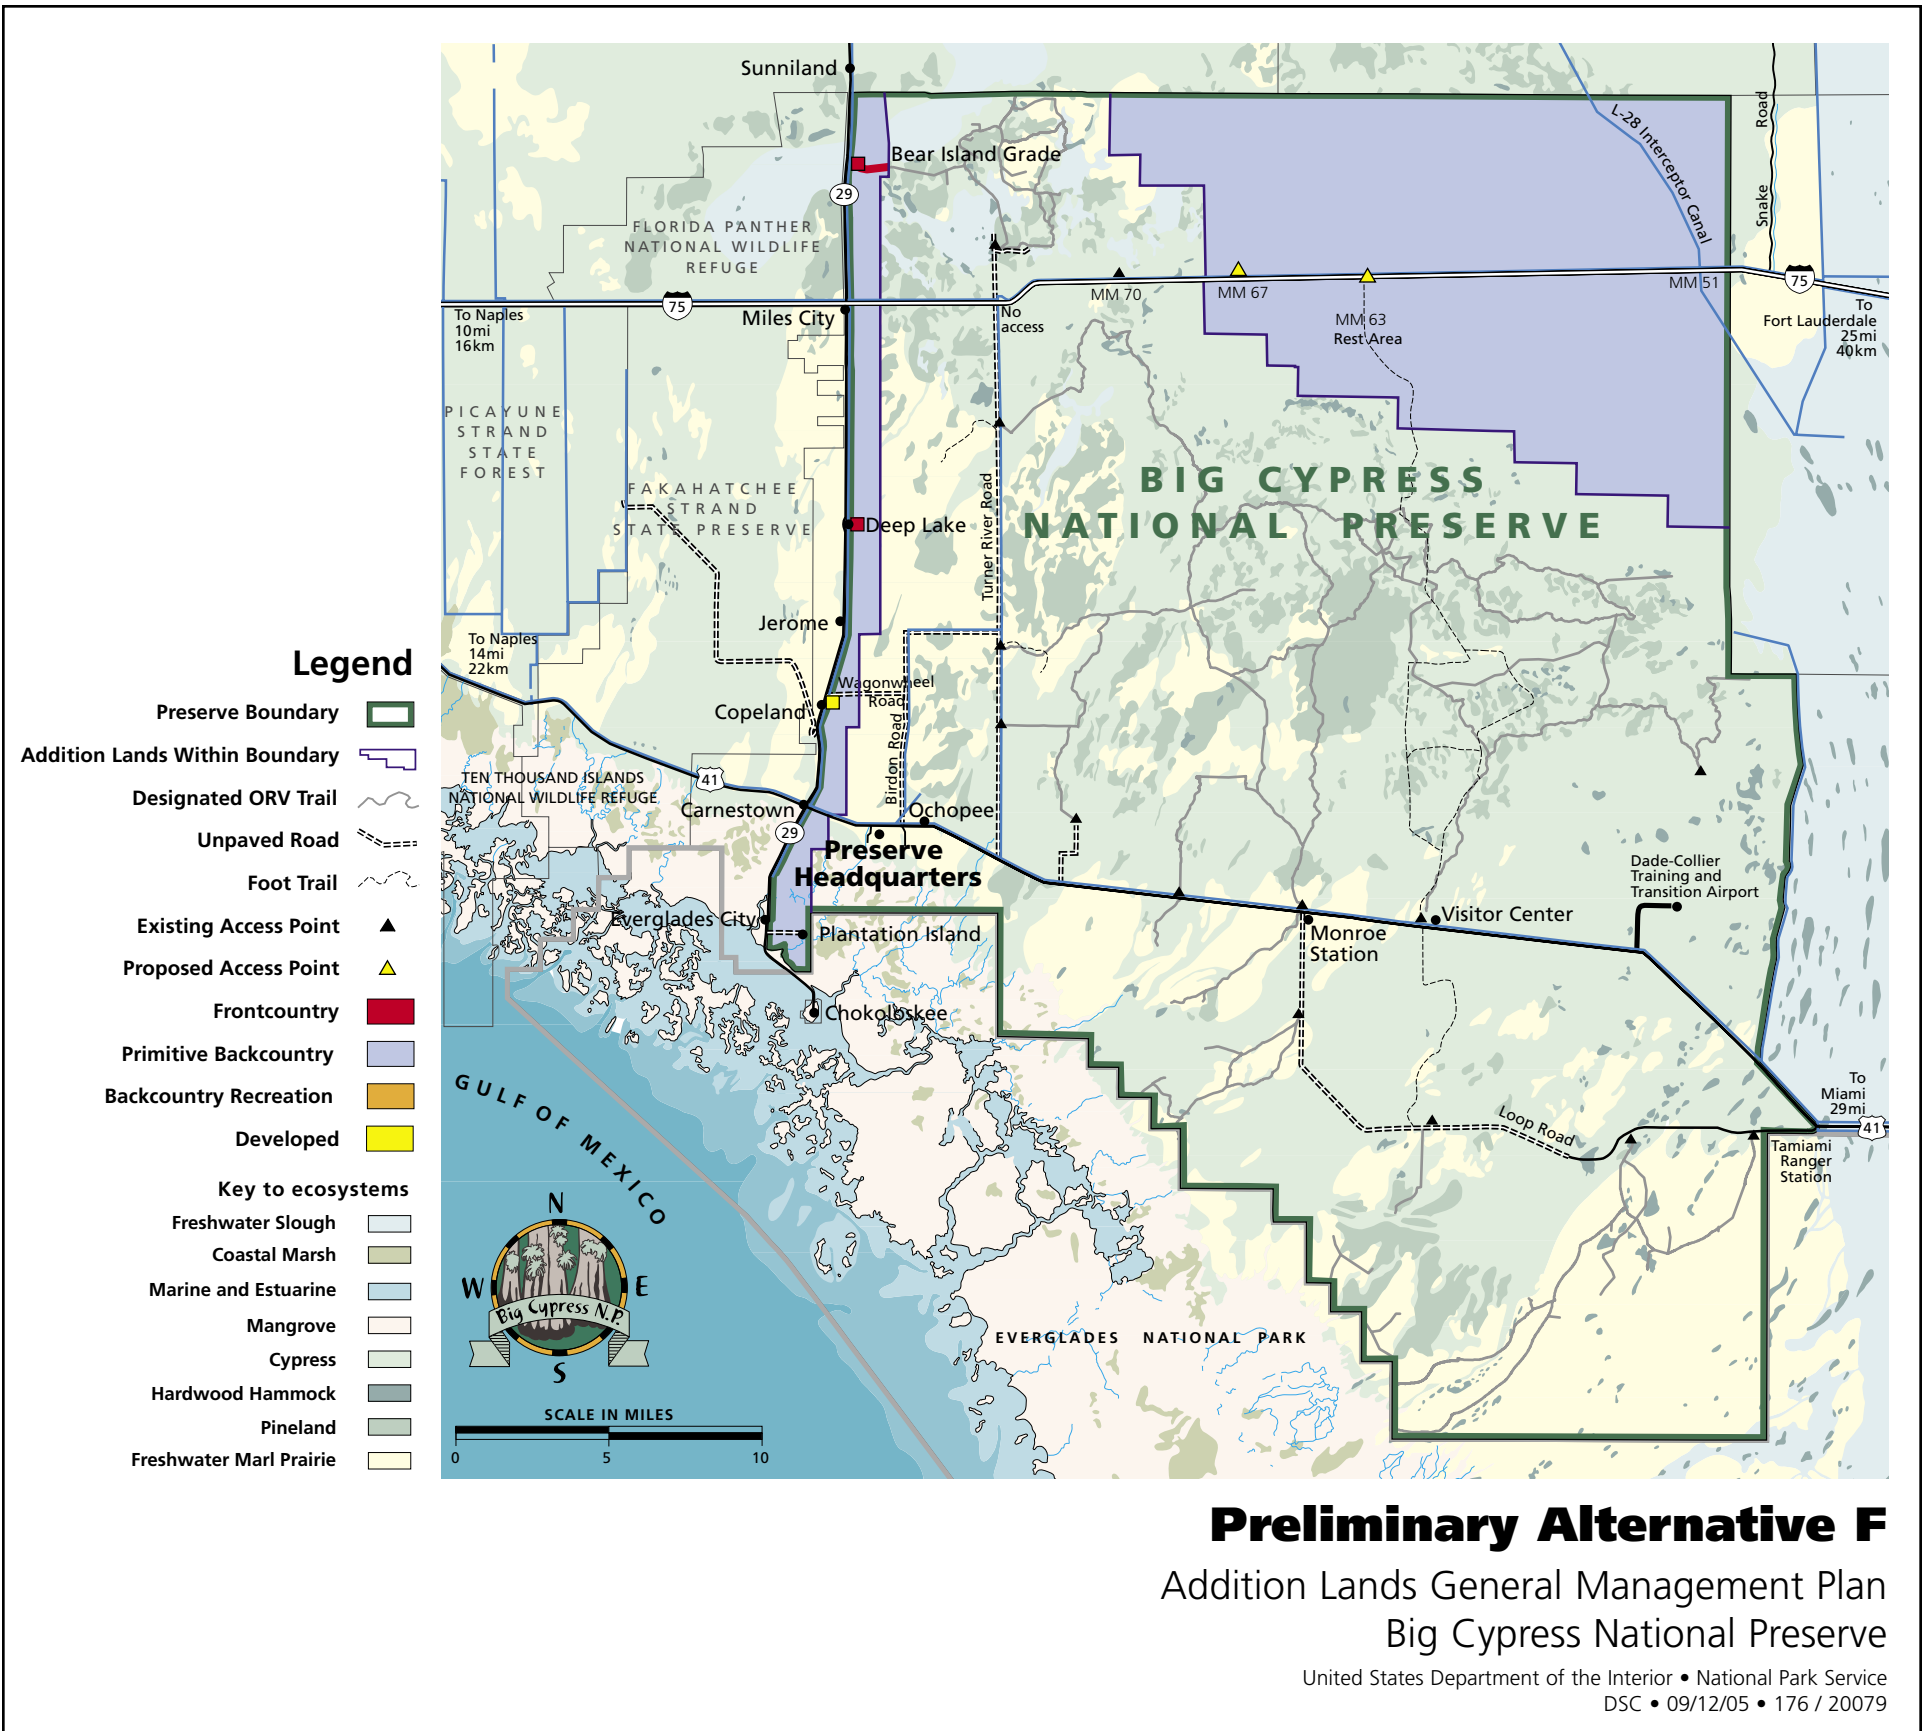 Sunniland
Bear Island Grade
29
FLORIDA PANTHER
NATIONAL WILDLIFE
REFUGE
L-28 Interceptor Canal
Snake Road
75
To Naples
10mi
16km
Miles City
No
access
MM 70
MM 67
MM 63
Rest Area
MM 51
75
To
Fort Lauderdale
25mi
40km
PICAYUNE
STRAND
STATE
FOREST
FAKAHATCHEE
STRAND
STATE PRESERVE
Deep Lake
Turner River Road
BIG CYPRESS
NATIONAL PRESERVE
Jerome
To Naples
14mi
22km
Wagonwheel
Road
Copeland
Birdon Road
41
TEN THOUSAND ISLANDS
NATIONAL WILDLIFE REFUGE
Carnestown
29
Ochopee
Preserve
Headquarters
Everglades City
Plantation Island
Chokoloskee
Dade-Collier
Training and
Transition Airport
Visitor Center
Monroe
Station
Loop Road
To
Miami
29mi
41
Tamiami
Ranger
Station
GULF OF MEXICO
EVERGLADES NATIONAL PARK
N
W
E
S
Big Cypress N.P.
SCALE IN MILES
0 5 10
Legend
Preserve Boundary
Addition Lands Within Boundary
Designated ORV Trail
Unpaved Road
Foot Trail
Existing Access Point
Proposed Access Point
Frontcountry
Primitive Backcountry
Backcountry Recreation
Developed
Key to ecosystems
Freshwater Slough
Coastal Marsh
Marine and Estuarine
Mangrove
Cypress
Hardwood Hammock
Pineland
Freshwater Marl Prairie
Preliminary Alternative F
Addition Lands General Management Plan
Big Cypress National Preserve
United States Department of the Interior • National Park Service
DSC • 09/12/05 • 176 / 20079